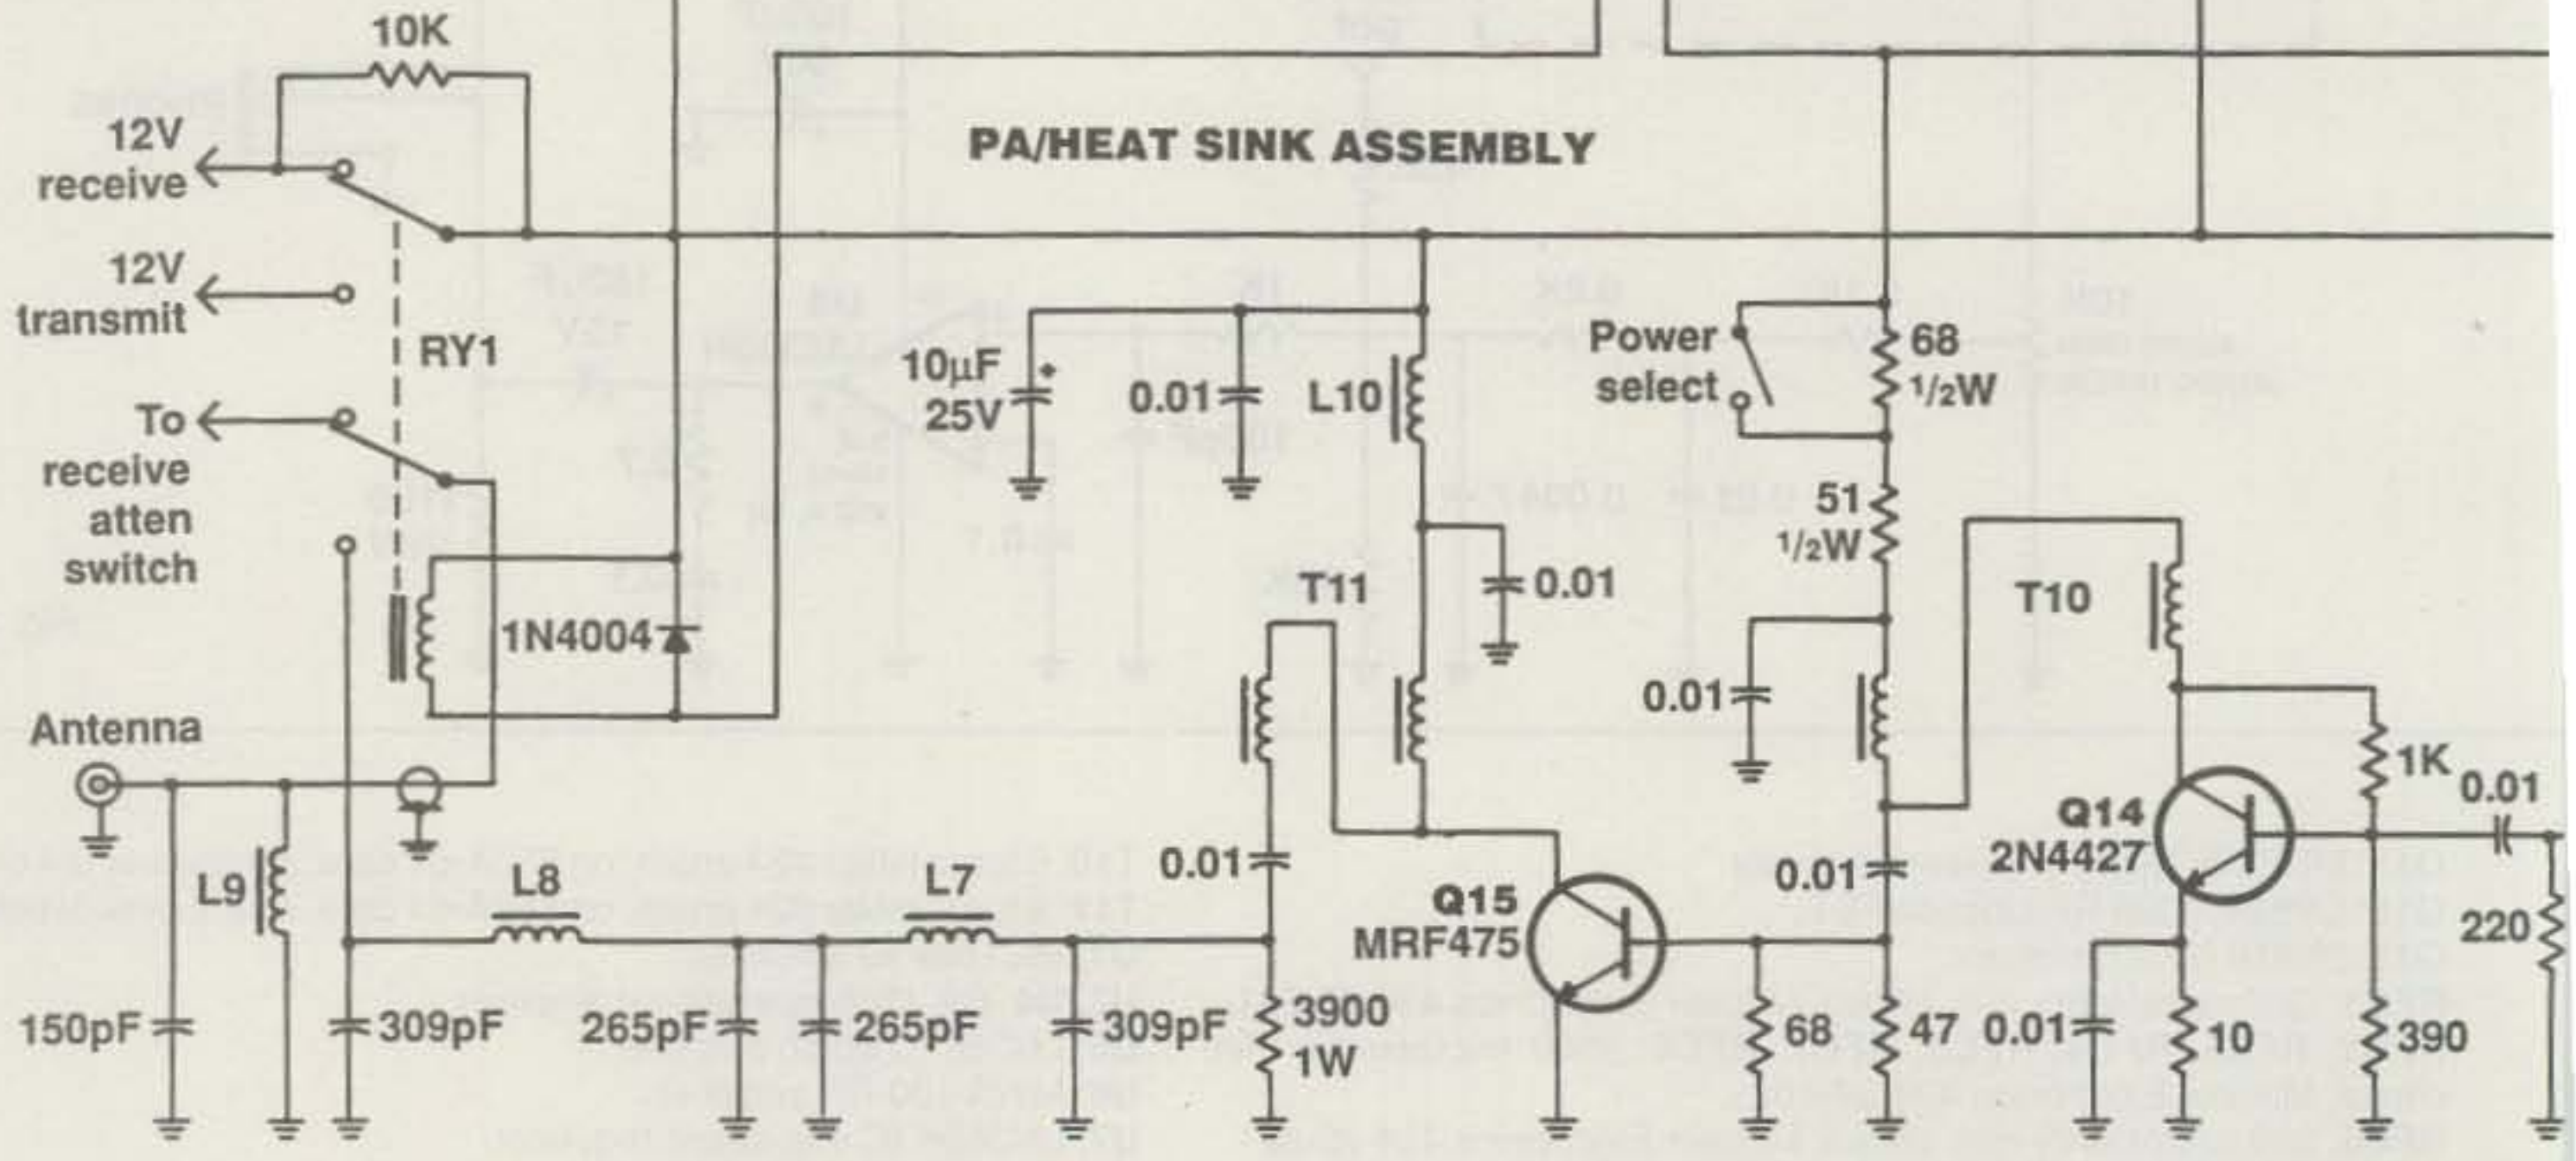 10K
12V
receive
PA/HEAT SINK ASSEMBLY
12V
transmit
RY1
10µF
25V
+
0.01
L10
Power
select
68
1/2W
To
receive
atten
switch
51
1/2W
T11
0.01
T10
1N4004
0.01
Antenna
1K
0.01
Q14
2N4427
L9
L8
L7
0.01
0.01
Q15
MRF475
220
150pF
309pF
265pF
265pF
309pF
3900
1W
68
47
0.01
10
390